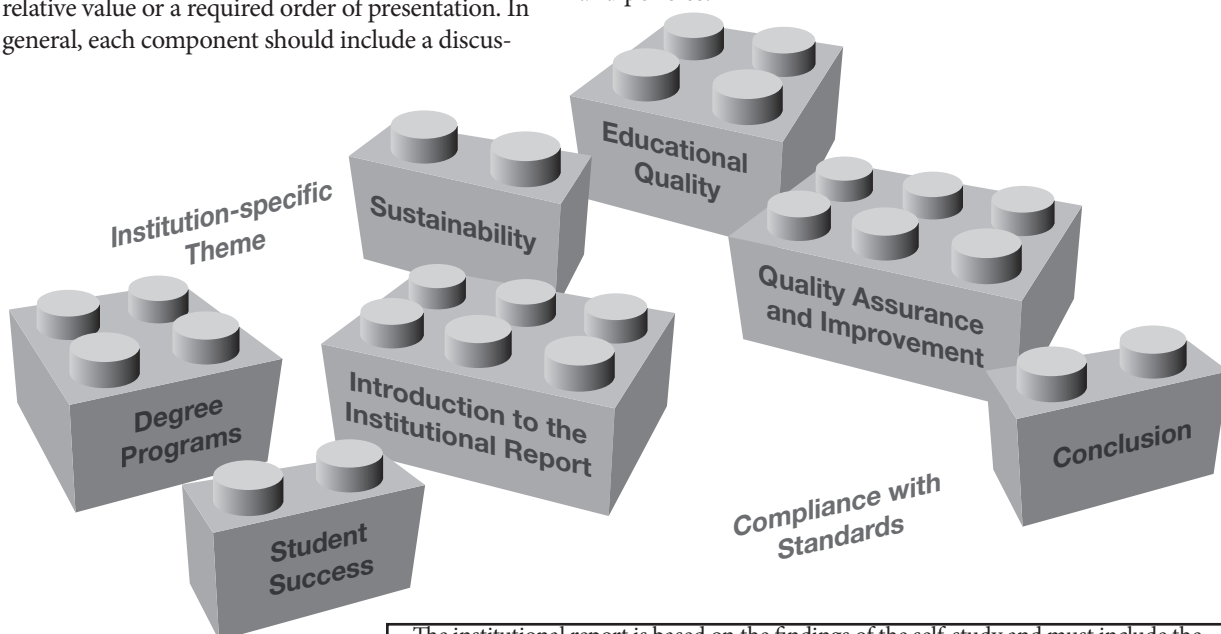 relative value or a required order of presentation. In
general, each component should include a discus-
Educational
Quality
Sustainability
Institution-specific
Theme
Quality Assurance
and Improvement
Introduction to the
Institutional Report
Degree
Programs
Conclusion
Compliance with
Standards
Student
Success
The institutional report is based on the findings of the self-study and must include the